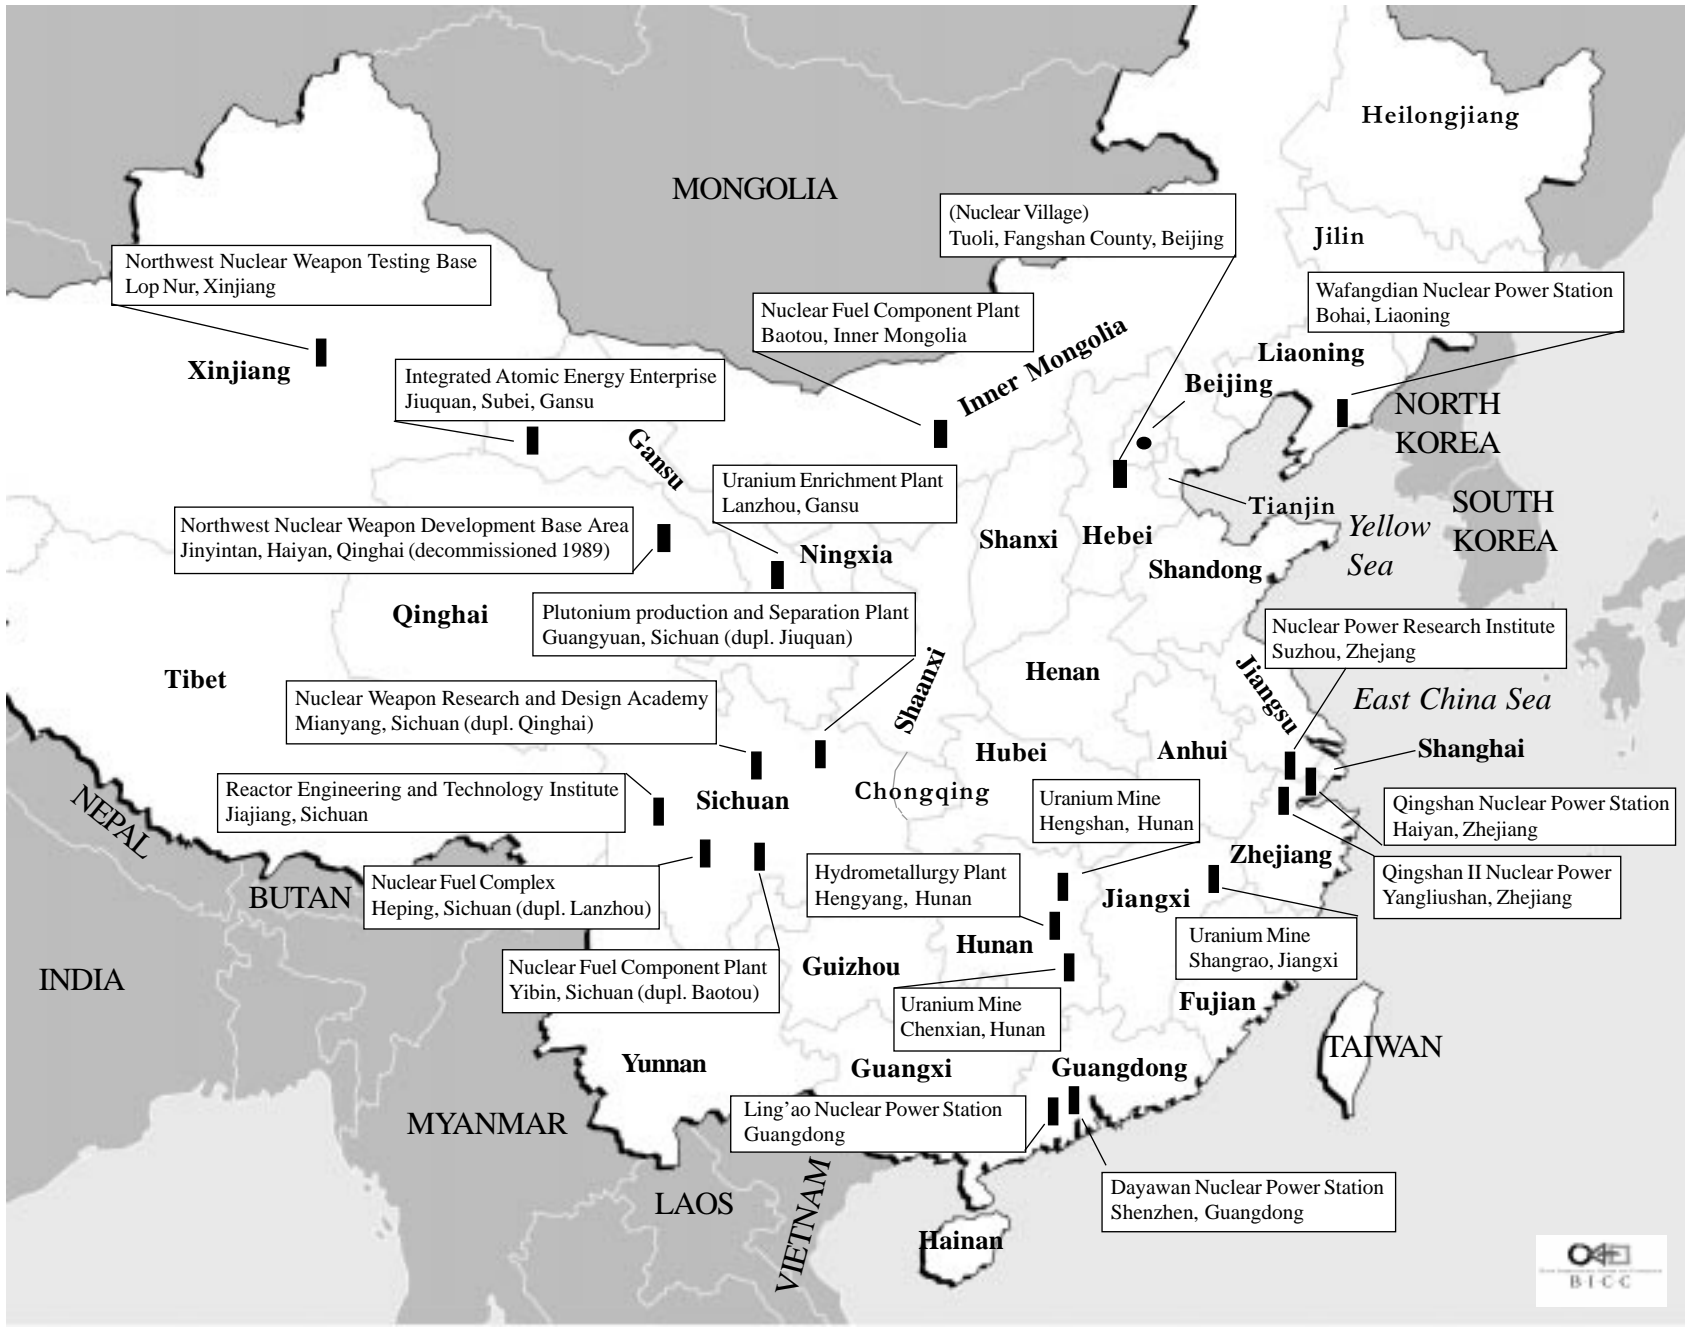 Heilongjiang
MONGOLIA
(Nuclear Village)
Tuoli, Fangshan County, Beijing
Jilin
Northwest Nuclear Weapon Testing Base
Lop Nur, Xinjiang
Wafangdian Nuclear Power Station
Bohai, Liaoning
Nuclear Fuel Component Plant
Baotou, Inner Mongolia
Inner Mongolia
Liaoning
Xinjiang
Integrated Atomic Energy Enterprise
Jiuquan, Subei, Gansu
Beijing
NORTH
KOREA
Gansu
Uranium Enrichment Plant
Lanzhou, Gansu
Tianjin
SOUTH
KOREA
Northwest Nuclear Weapon Development Base Area
Jinyintan, Haiyan, Qinghai (decommissioned 1989)
Ningxia
Shanxi
Hebei
Yellow
Sea
Shandong
Qinghai
Plutonium production and Separation Plant
Guangyuan, Sichuan (dupl. Jiuquan)
Nuclear Power Research Institute
Suzhou, Zhejang
Tibet
Shaanxi
Henan
Jiangsu
East China Sea
Nuclear Weapon Research and Design Academy
Mianyang, Sichuan (dupl. Qinghai)
Hubei
Anhui
Shanghai
Reactor Engineering and Technology Institute
Jiajiang, Sichuan
Sichuan
Chongqing
Uranium Mine
Hengshan, Hunan
Qingshan Nuclear Power Station
Haiyan, Zhejiang
NEPAL
BUTAN
Nuclear Fuel Complex
Heping, Sichuan (dupl. Lanzhou)
Hydrometallurgy Plant
Hengyang, Hunan
Zhejiang
Jiangxi
Qingshan II Nuclear Power
Yangliushan, Zhejiang
INDIA
Nuclear Fuel Component Plant
Yibin, Sichuan (dupl. Baotou)
Guizhou
Hunan
Uranium Mine
Shangrao, Jiangxi
Uranium Mine
Chenxian, Hunan
Fujian
Yunnan
Guangxi
Guangdong
TAIWAN
MYANMAR
Ling’ao Nuclear Power Station
Guangdong
LAOS
VIETNAM
Dayawan Nuclear Power Station
Shenzhen, Guangdong
Hainan
BICC